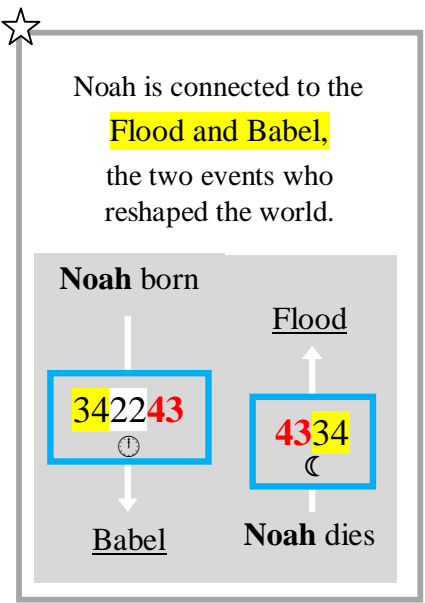 Noah is connected to the
Flood and Babel,
the two events who
reshaped the world.
Noah born
342243
Babel
Flood
4334
Noah dies